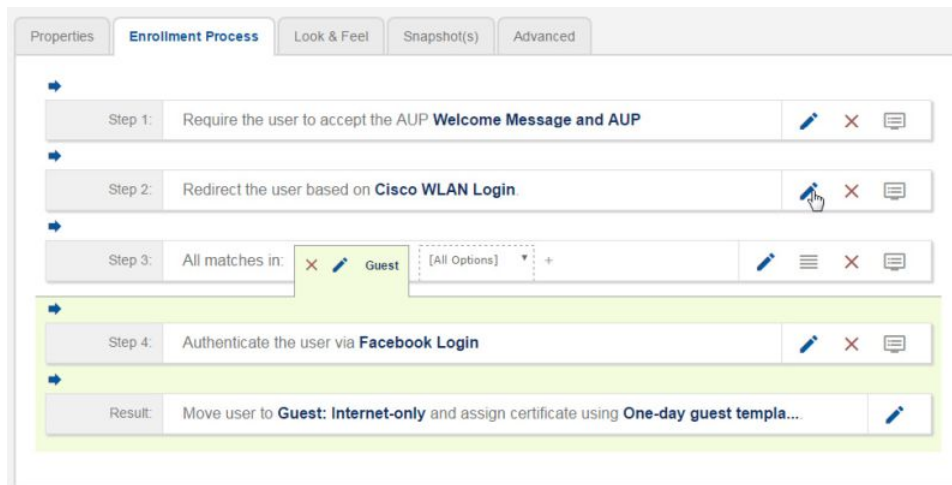 Properties Enrollment Process Look & Feel Snapshot(s) Advanced
Step 1: Require the user to accept the AUP Welcome Message and AUP
Step 2: Redirect the user based on Cisco WLAN Login.
Step 3: All matches in: Guest [All Options] +
Step 4: Authenticate the user via Facebook Login
Result: Move user to Guest: Internet-only and assign certificate using One-day guest templa....